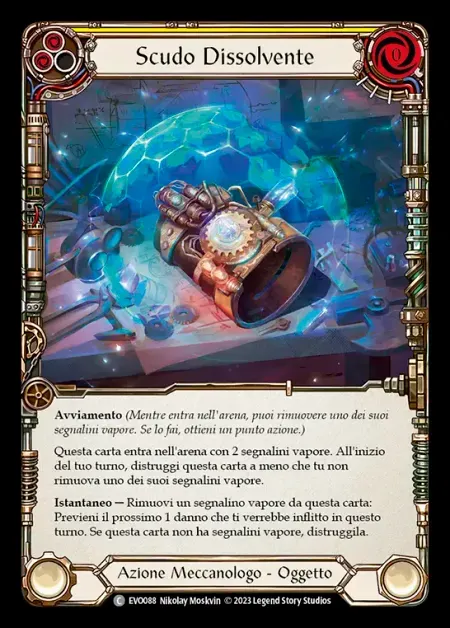 Scudo Dissolvente
0
Avviamento (Mentre entra nell'arena, puoi rimuovere uno dei suoi
segnalini vapore. Se lo fai, ottieni un punto azione.)
Questa carta entra nell'arena con 2 segnalini vapore. All'inizio
del tuo turno, distruggi questa carta a meno che tu non
rimuova uno dei suoi segnalini vapore.
Istantaneo — Rimuovi un segnalino vapore da questa carta:
Previeni il prossimo 1 danno che ti verrebbe inflitto in questo
turno. Se questa carta non ha segnalini vapore, distruggila.
Azione Meccanologo - Oggetto
C EVO088 Nikolay Moskvin © 2023 Legend Story Studios